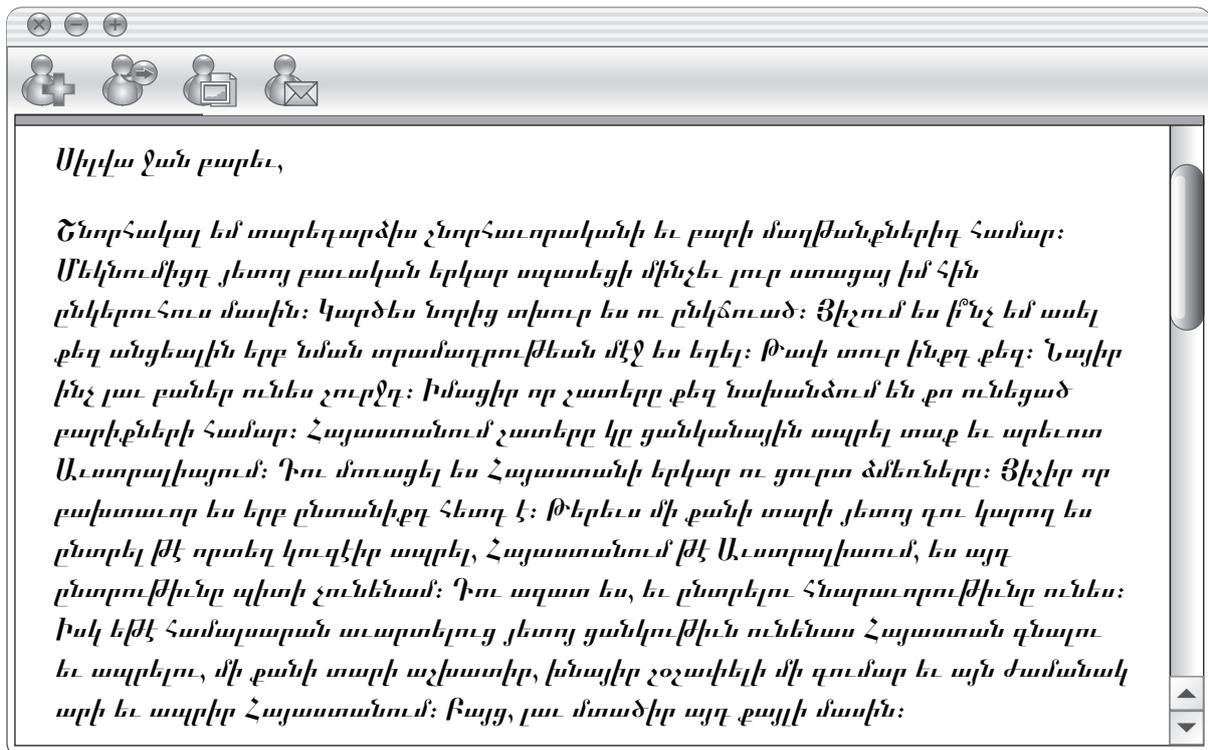 Սիլվա ջան բարեւ,
Շնորհակալ եմ տարեդարձիս շնորհաւորականի եւ բարի մաղթանքներիդ համար։
Մեկնումիցդ յետոյ բաւական երկար սպասեցի մինչեւ լուր ստացայ իմ հին
ընկերուհուս մասին։ Կարծես նորից տխուր ես ու ընկճուած։ Յիշում ես ի՞նչ եմ ասել
քեզ անցեալին երբ նման տրամադրութեան մէջ ես եղել։ Թափ տուր ինքդ քեզ։ Նայիր
ինչ լաւ բաներ ունես շուրջդ։ Իմացիր որ շատերը քեզ նախանձում են քո ունեցած
բարիքների համար։ Հայաստանում շատերը կը ցանկանային ապրել տաք եւ արեւոտ
Աւստրալիայում։ Դու մոռացել ես Հայաստանի երկար ու ցուրտ ձմեռները։ Յիշիր որ
բախտաւոր ես երբ ընտանիքդ հետդ է։ Թերեւս մի քանի տարի յետոյ դու կարող ես
ընտրել թէ որտեղ կուզէիր ապրել, Հայաստանում թէ Աւստրալիաում, ես այդ
ընտրութիւնը պիտի չունենամ։ Դու ազատ ես, եւ ընտրելու հնարաւորութիւնը ունես։
Իսկ եթէ համալսարան աւարտելուց յետոյ ցանկութիւն ունենաս Հայաստան գնալու
եւ ապրելու, մի քանի տարի աշխատիր, խնայիր շօշափելի մի գումար եւ այն ժամանակ
արի եւ ապրիր Հայաստանում։ Բայց, լաւ մտածիր այդ քայլի մասին։